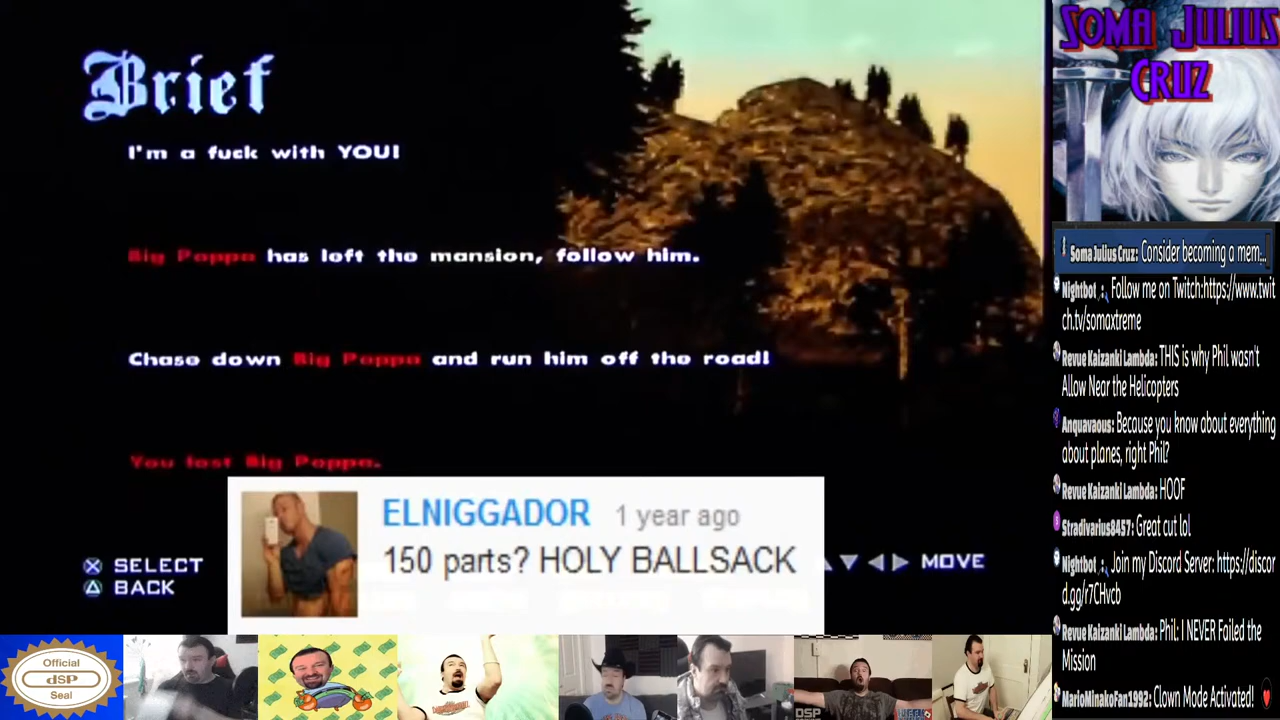 Brief
I'm a fuck with YOU!
Big Poppa has left the mansion, follow him.
Chase down Big Poppa and run him off the road!
You lost Big Poppa.
SELECT
BACK
MOVE
ELNIGGADOR 1 year ago
150 parts? HOLY BALLSACK
Official
dSP
Seal
DSP
SOMA JULIUS
CRUZ
Soma Julius Cruz: Consider becoming a mem...
Nightbot : Follow me on Twitch:https://www.twit
ch.tv/somaxtreme
Revue Kaizanki Lambda: THIS is why Phil wasn't
Allow Near the Helicopters
Anquavaous: Because you know about everything
about planes, right Phil?
Revue Kaizanki Lambda: HOOF
Stradivarius8457: Great cut lol
Nightbot : Join my Discord Server: https://discor
d.gg/r7CHvcb
Revue Kaizanki Lambda: Phil: I NEVER Failed the
Mission
MarioMinakoFan1992: Clown Mode Activated!